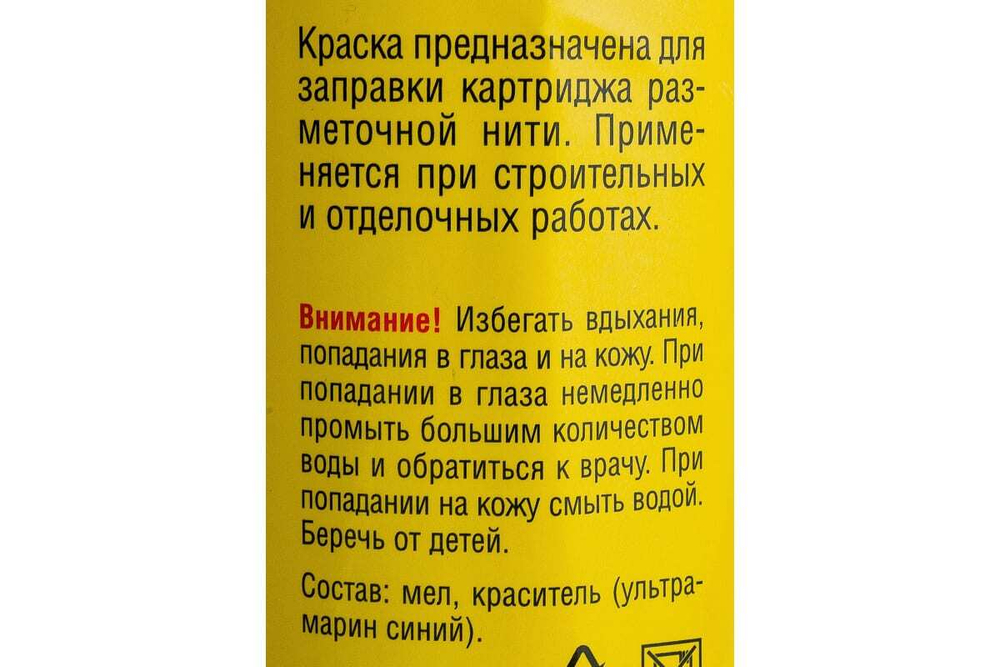 Краска предназначена для
заправки картриджа раз-
меточной нити. Приме-
няется при строительных
и отделочных работах.
Внимание! Избегать вдыхания,
попадания в глаза и на кожу. При
попадании в глаза немедленно
промыть большим количеством
воды и обратиться к врачу. При
попадании на кожу смыть водой.
Беречь от детей.
Состав: мел, краситель (ультра-
марин синий).